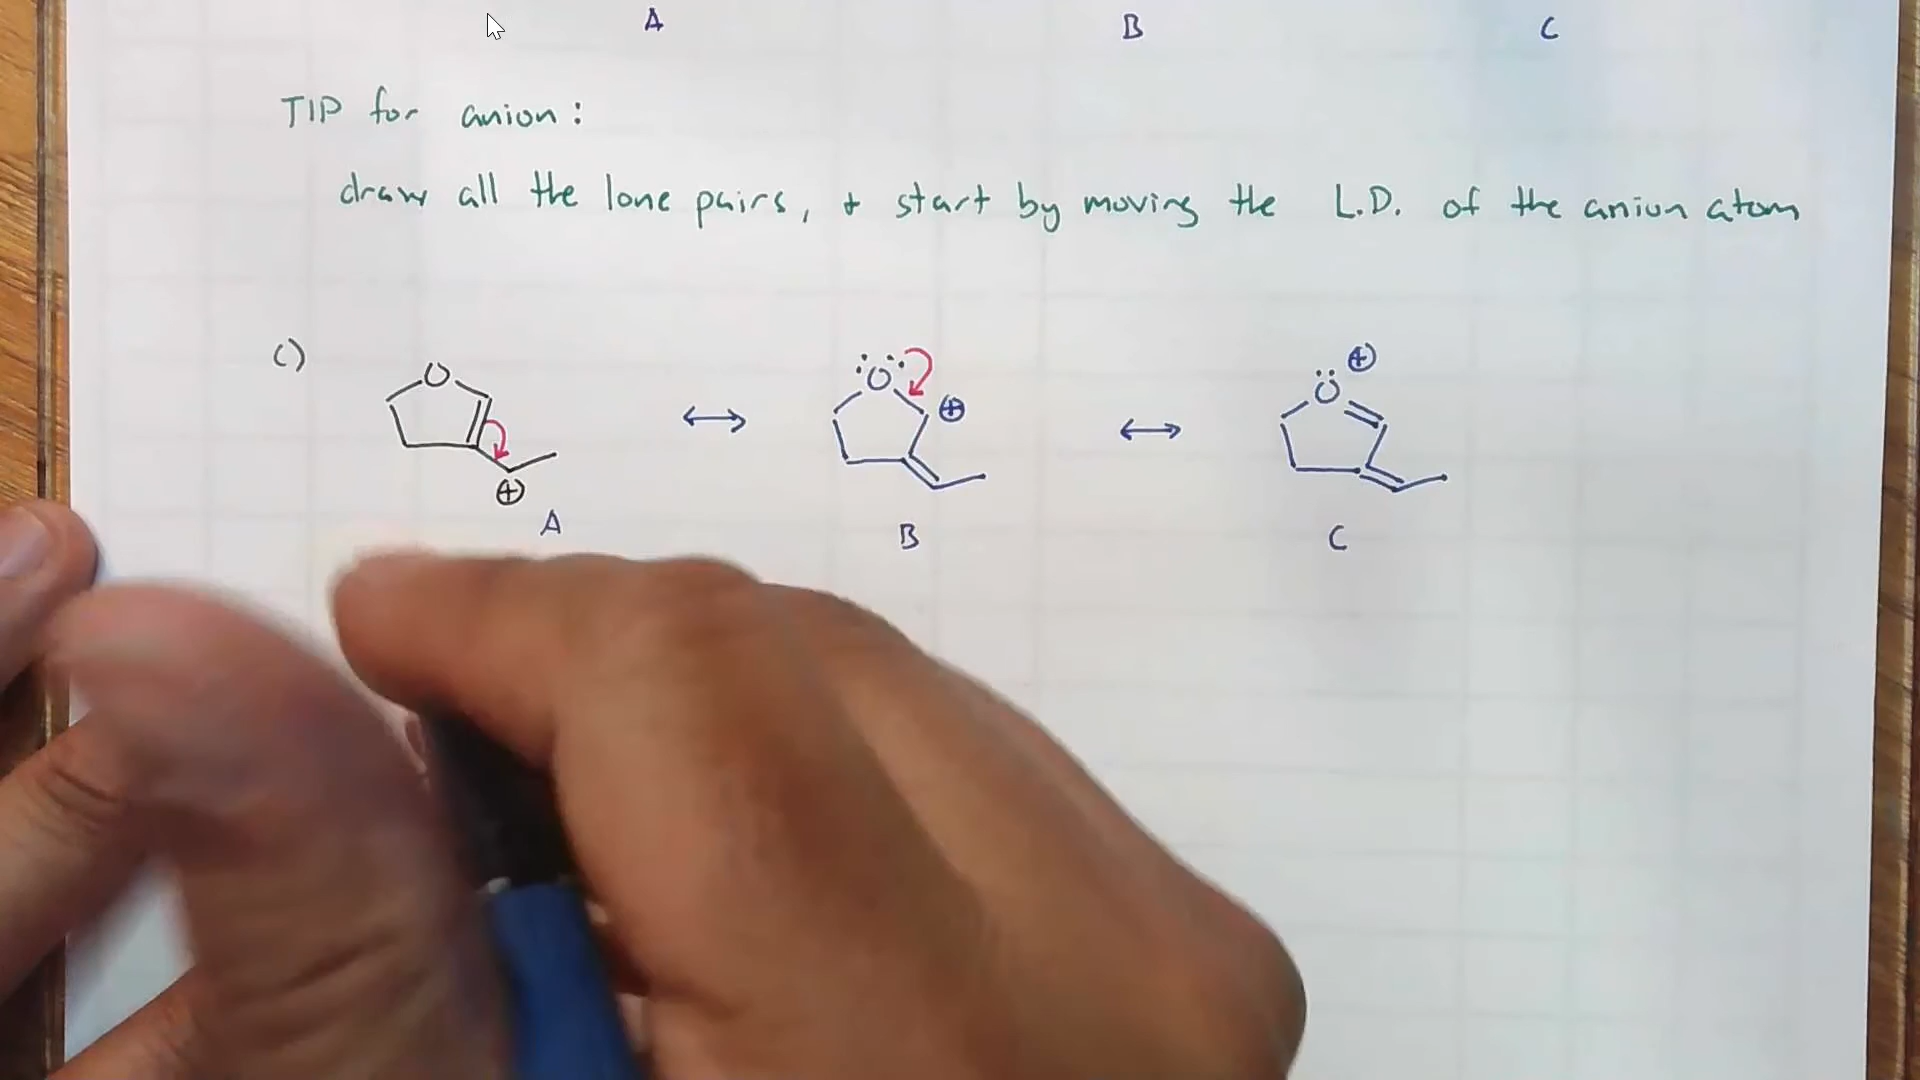 A B C
TIP for anion:
draw all the lone pairs, + start by moving the L.D. of the anion atom
c)
O ⊕ A ↔ :Ö: ⊕ B ↔ Ö ⊕ C